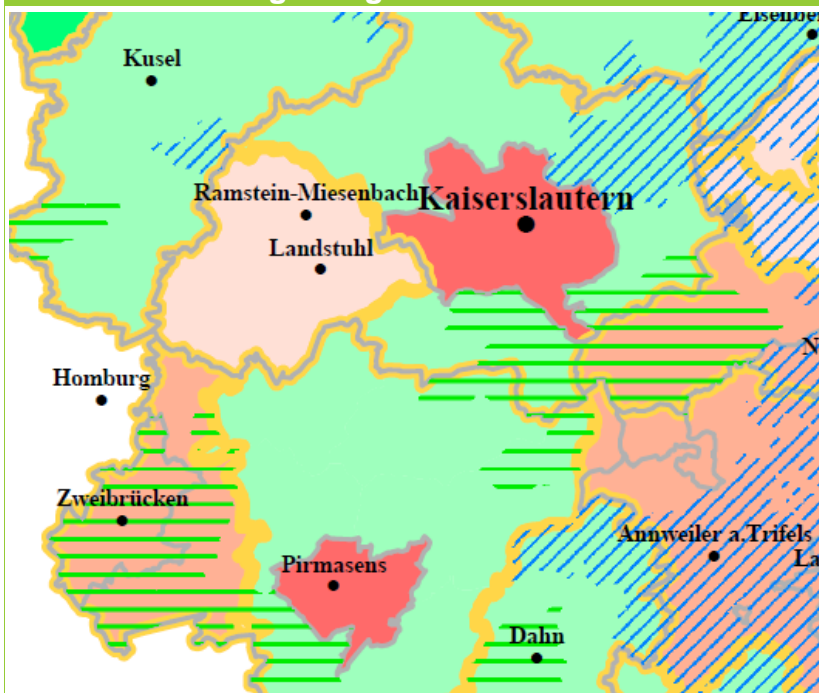 Kusel
Ramstein-Miesenbach
Kaiserslautern
Landstuhl
Homburg
Zweibrücken
Annweiler a.Trifels
Pirmasens
Dahn